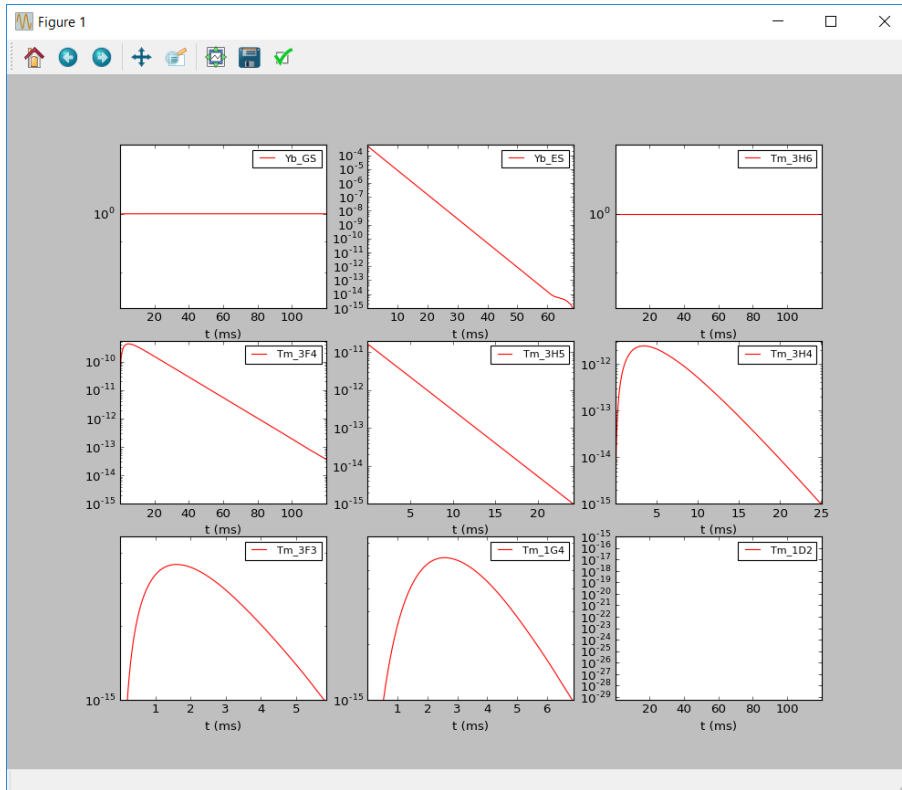 Figure 1
Yb_GS
10^0
20 40 60 80 100
t (ms)
Yb_ES
10^-4
10^-5
10^-6
10^-7
10^-8
10^-9
10^-10
10^-11
10^-12
10^-13
10^-14
10^-15
10 20 30 40 50 60
t (ms)
Tm_3H6
10^0
20 40 60 80 100
t (ms)
Tm_3F4
10^-10
10^-11
10^-12
10^-13
10^-14
10^-15
20 40 60 80 100
t (ms)
Tm_3H5
10^-11
10^-12
10^-13
10^-14
10^-15
5 10 15 20
t (ms)
Tm_3H4
10^-12
10^-13
10^-14
10^-15
5 10 15 20 25
t (ms)
Tm_3F3
10^-15
1 2 3 4 5
t (ms)
Tm_1G4
10^-15
1 2 3 4 5 6
t (ms)
Tm_1D2
10^-15
10^-16
10^-17
10^-18
10^-19
10^-20
10^-21
10^-22
10^-23
10^-24
10^-25
10^-26
10^-27
10^-28
10^-29
20 40 60 80 100
t (ms)